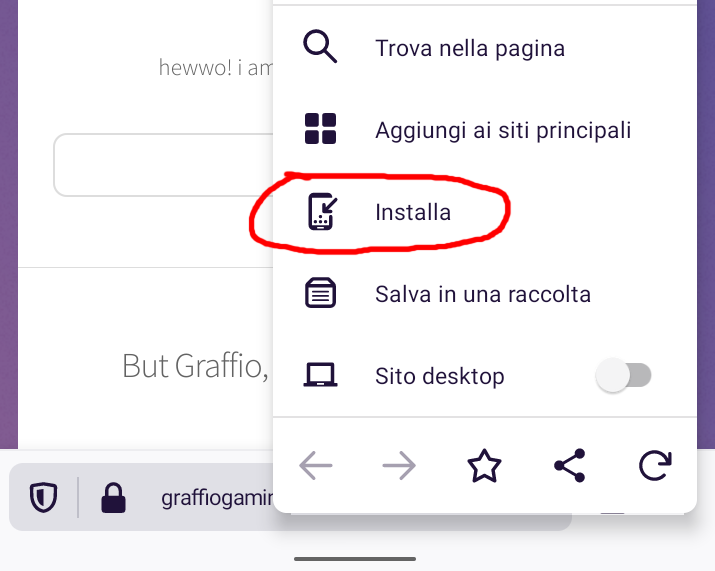 hewwo! i am
But Graffio,
Trova nella pagina
Aggiungi ai siti principali
Installa
Salva in una raccolta
Sito desktop
graffiogamin